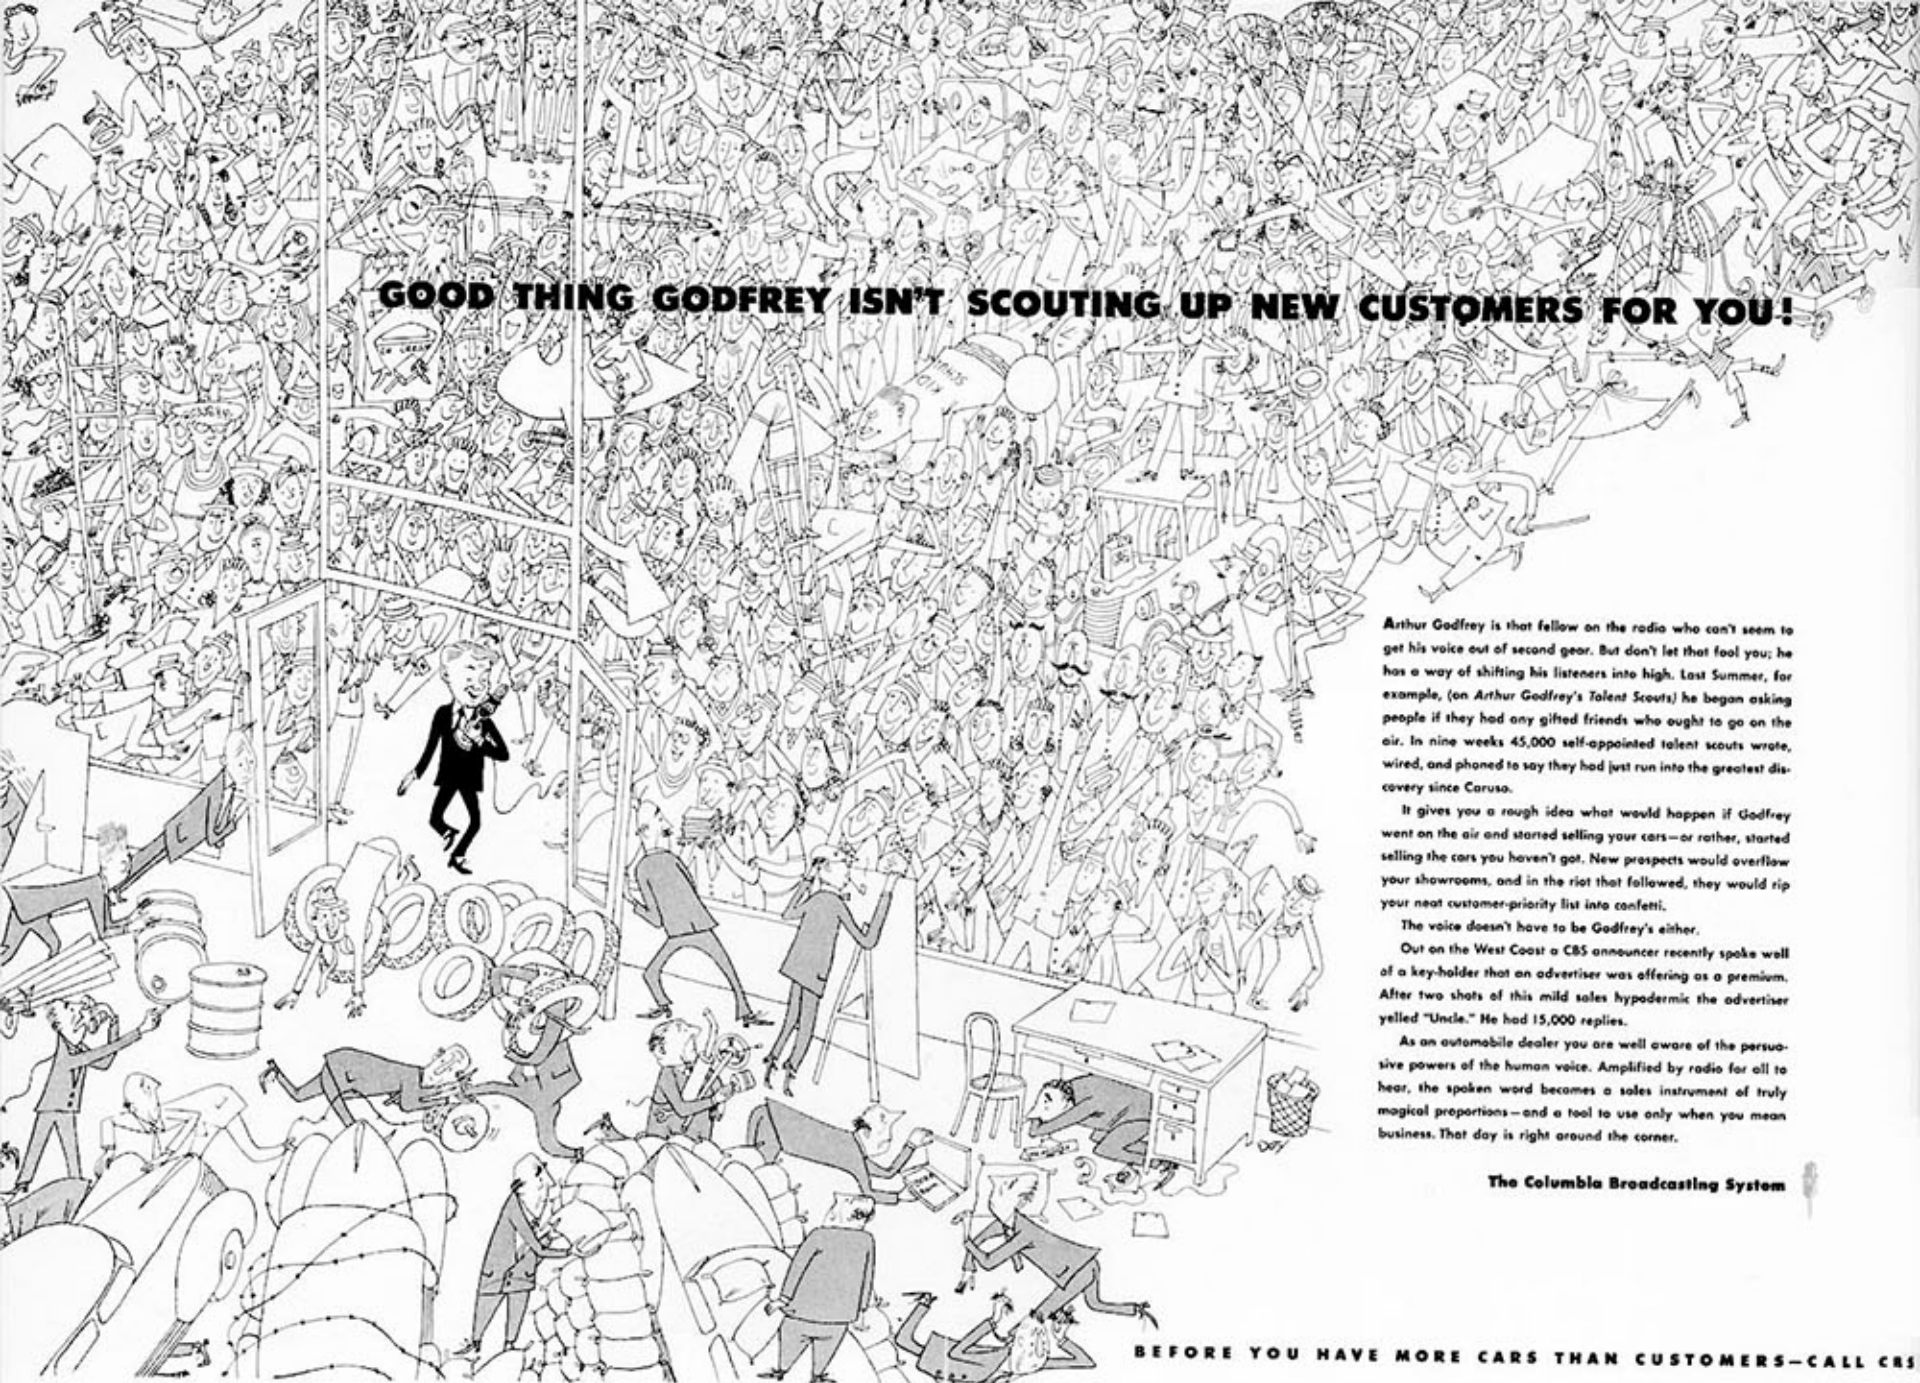 GOOD THING GODFREY ISN'T SCOUTING UP NEW CUSTOMERS FOR YOU!
Arthur Godfrey is that fellow on the radio who can't seem to
get his voice out of second gear. But don't let that fool you; he
has a way of shifting his listeners into high. Last Summer, for
example, (on Arthur Godfrey's Talent Scouts) he began asking
people if they had any gifted friends who ought to go on the
air. In nine weeks 45,000 self-appointed talent scouts wrote,
wired, and phoned to say they had just run into the greatest dis-
covery since Caruso.
It gives you a rough idea what would happen if Godfrey
went on the air and started selling your cars—or rather, started
selling the cars you haven't got. New prospects would overflow
your showrooms, and in the riot that followed, they would rip
your neat customer-priority list into confetti.
The voice doesn't have to be Godfrey's either.
Out on the West Coast a CBS announcer recently spoke well
of a key-holder that an advertiser was offering as a premium.
After two shots of this mild sales hypodermic the advertiser
yelled "Uncle." He had 15,000 replies.
As an automobile dealer you are well aware of the persua-
sive powers of the human voice. Amplified by radio for all to
hear, the spoken word becomes a sales instrument of truly
magical proportions—and a tool to use only when you mean
business. That day is right around the corner.
The Columbia Broadcasting System
BEFORE YOU HAVE MORE CARS THAN CUSTOMERS—CALL CBS